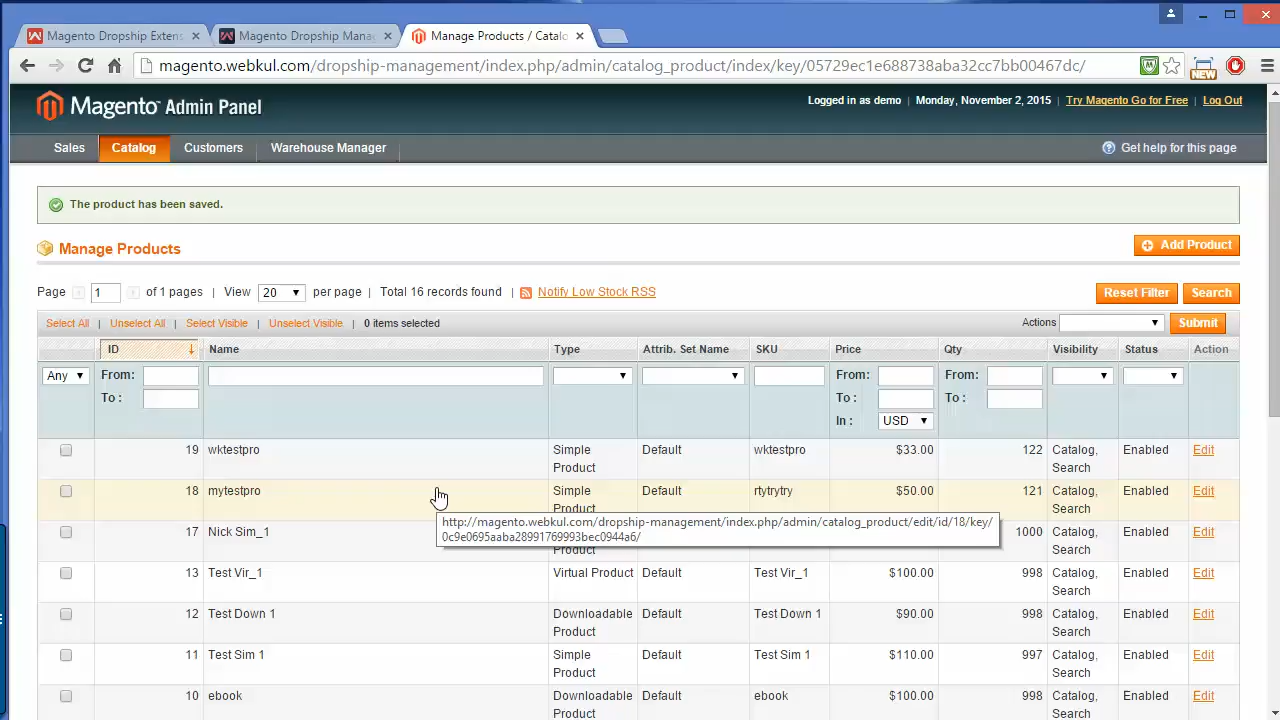 Magento Dropship Extens
Magento Dropship Mana
Manage Products / Catalo
magento.webkul.com/dropship-management/index.php/admin/catalog_product/index/key/05729ec1e688738aba32cc7bb00467dc/
NEW
Magento Admin Panel
Logged in as demo | Monday, November 2, 2015 | Try Magento Go for Free | Log Out
Sales Catalog Customers Warehouse Manager
Get help for this page
The product has been saved.
Manage Products
Add Product
Page 1 of 1 pages | View 20 per page | Total 16 records found | Notify Low Stock RSS
Reset Filter Search
Select All | Unselect All | Select Visible | Unselect Visible | 0 items selected
Actions Submit
ID Name Type Attrib. Set Name SKU Price Qty Visibility Status Action
Any From: From: From:
To : To : To :
In : USD
19 wktestpro Simple Product Default wktestpro $33.00 122 Catalog, Search Enabled Edit
18 mytestpro Simple Product Default rtytrytry $50.00 121 Catalog, Search Enabled Edit
http://magento.webkul.com/dropship-management/index.php/admin/catalog_product/edit/id/18/key/
0c9e0695aaba28991769993bec0944a6/
17 Nick Sim_1 Product 1000 Catalog, Search Enabled Edit
13 Test Vir_1 Virtual Product Default Test Vir_1 $100.00 998 Catalog, Search Enabled Edit
12 Test Down 1 Downloadable Product Default Test Down 1 $90.00 998 Catalog, Search Enabled Edit
11 Test Sim 1 Simple Product Default Test Sim 1 $110.00 997 Catalog, Search Enabled Edit
10 ebook Downloadable Product Default ebook $100.00 998 Catalog, Search Enabled Edit